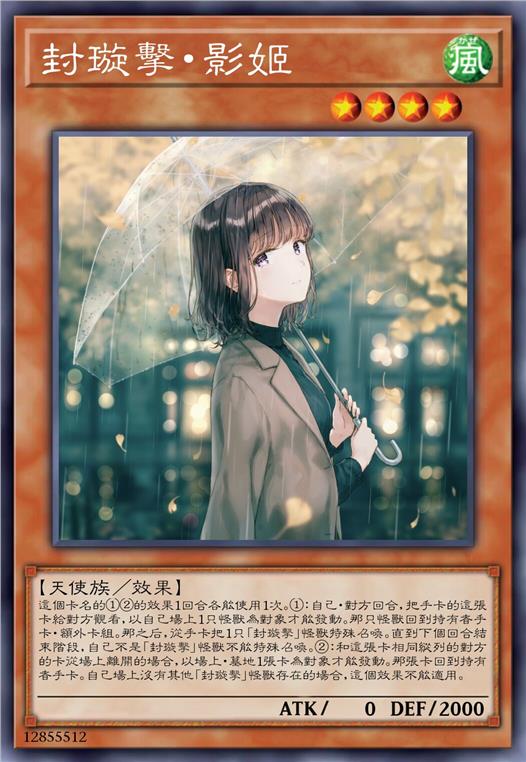 封璇擊・影姬
かぜ
風
【天使族／效果】
這個卡名的①②的效果1回合各能使用1次。①：自己・對方回合，把手卡的這張
卡給對方觀看，以自己場上1只怪獸為對象才能發動。那只怪獸回到持有者手
卡・額外卡組。那之后，從手卡把1只「封璇擊」怪獸特殊召喚。直到下個回合結
束階段，自己不是「封璇擊」怪獸不能特殊召喚。②：和這張卡相同縱列的對方
的卡從場上離開的場合，以場上・墓地1張卡為對象才能發動。那張卡回到持有
者手卡。自己場上沒有其他「封璇擊」怪獸存在的場合，這個效果不能適用。
ATK/ 0 DEF/2000
12855512